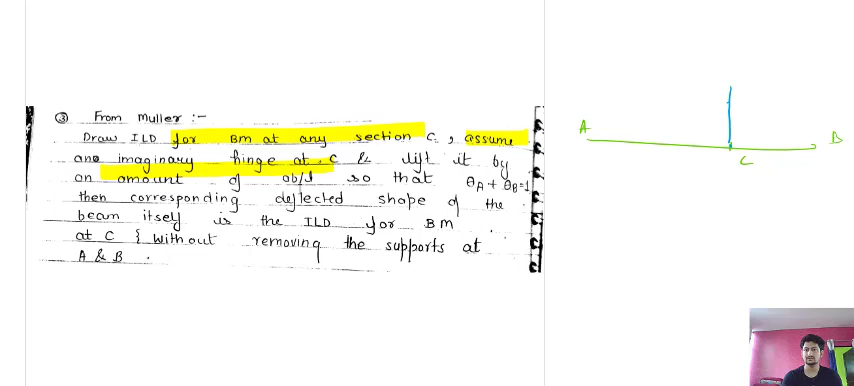 ③ From Muller :-
Draw ILD for BM at any section C, assume
ane imaginary hinge at C & lift it by
an amount of ab/l so that θA + θB = 1
then corresponding deflected shape of the
beam itself is the ILD for BM
at C { without removing the supports at
A & B .
A
B
C